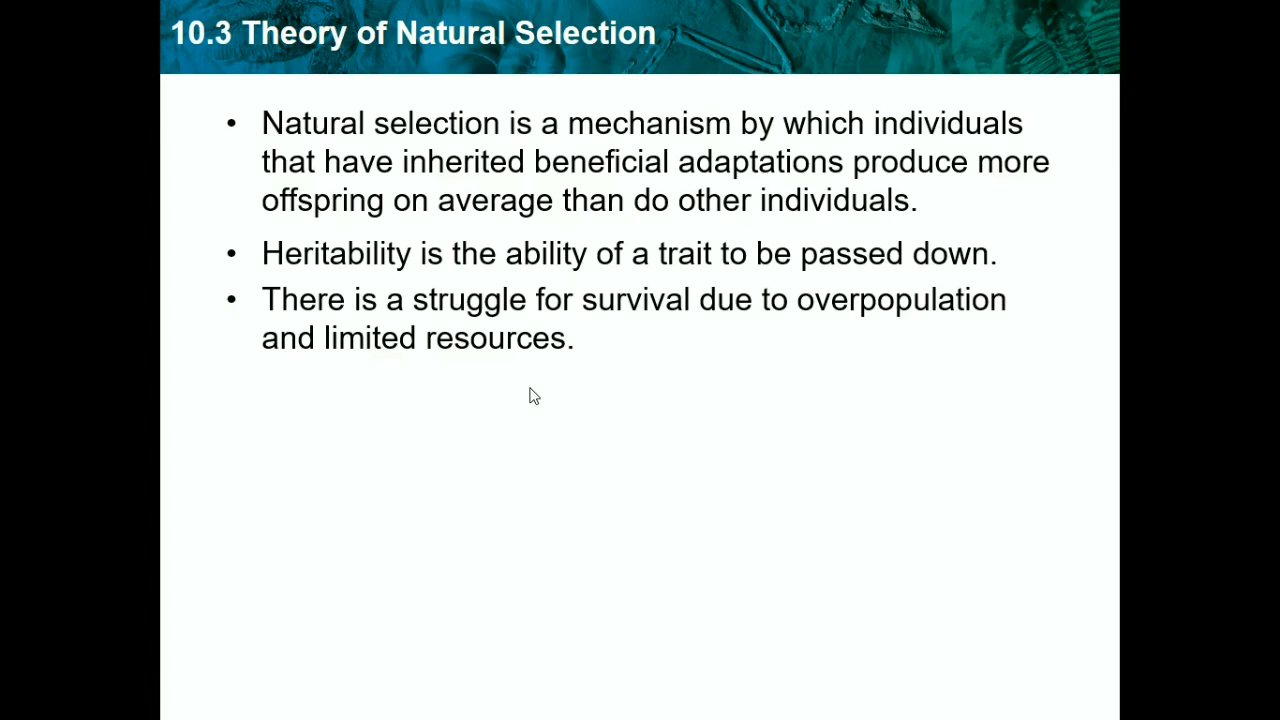 10.3 Theory of Natural Selection
• Natural selection is a mechanism by which individuals
that have inherited beneficial adaptations produce more
offspring on average than do other individuals.
• Heritability is the ability of a trait to be passed down.
• There is a struggle for survival due to overpopulation
and limited resources.